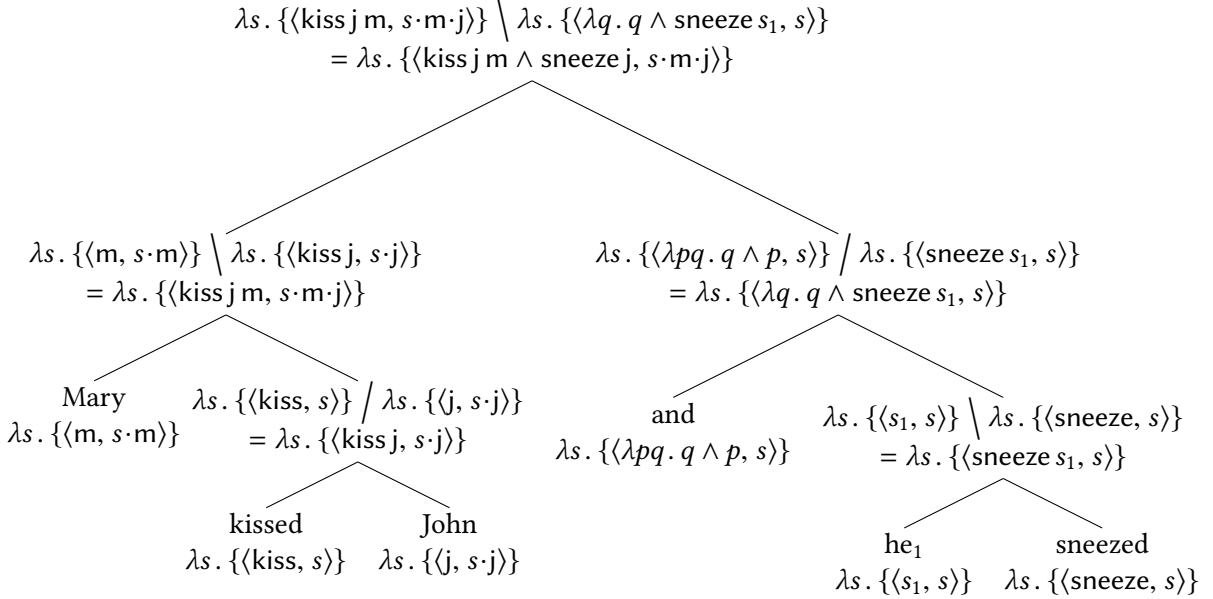 λs. {⟨kiss j m, s·m·j⟩} \ λs. {⟨λq. q ∧ sneeze s₁, s⟩}
= λs. {⟨kiss j m ∧ sneeze j, s·m·j⟩}
λs. {⟨m, s·m⟩} \ λs. {⟨kiss j, s·j⟩}
= λs. {⟨kiss j m, s·m·j⟩}
λs. {⟨λpq. q ∧ p, s⟩} / λs. {⟨sneeze s₁, s⟩}
= λs. {⟨λq. q ∧ sneeze s₁, s⟩}
Mary
λs. {⟨m, s·m⟩}
λs. {⟨kiss, s⟩} / λs. {⟨j, s·j⟩}
= λs. {⟨kiss j, s·j⟩}
and
λs. {⟨λpq. q ∧ p, s⟩}
λs. {⟨s₁, s⟩} \ λs. {⟨sneeze, s⟩}
= λs. {⟨sneeze s₁, s⟩}
kissed
λs. {⟨kiss, s⟩}
John
λs. {⟨j, s·j⟩}
he₁
λs. {⟨s₁, s⟩}
sneezed
λs. {⟨sneeze, s⟩}